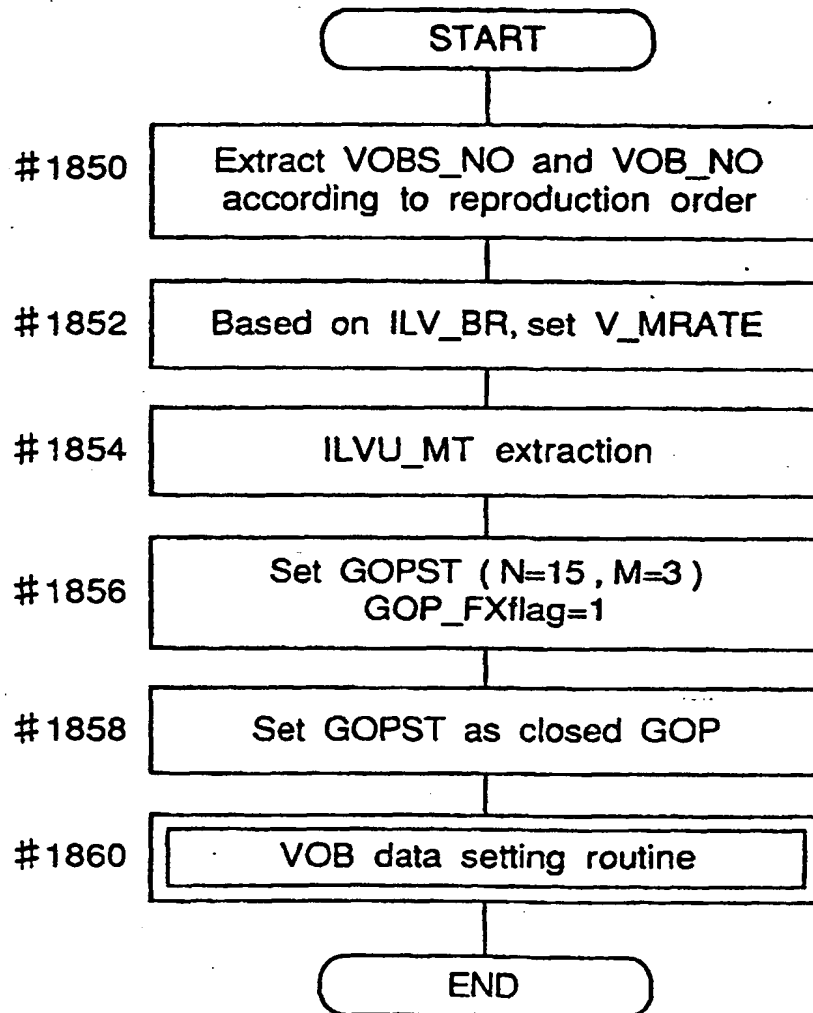 START
#1850
Extract VOBS_NO and VOB_NO
according to reproduction order
#1852
Based on ILV_BR, set V_MRATE
#1854
ILVU_MT extraction
#1856
Set GOPST (N=15, M=3)
GOP_FXflag=1
#1858
Set GOPST as closed GOP
#1860
VOB data setting routine
END